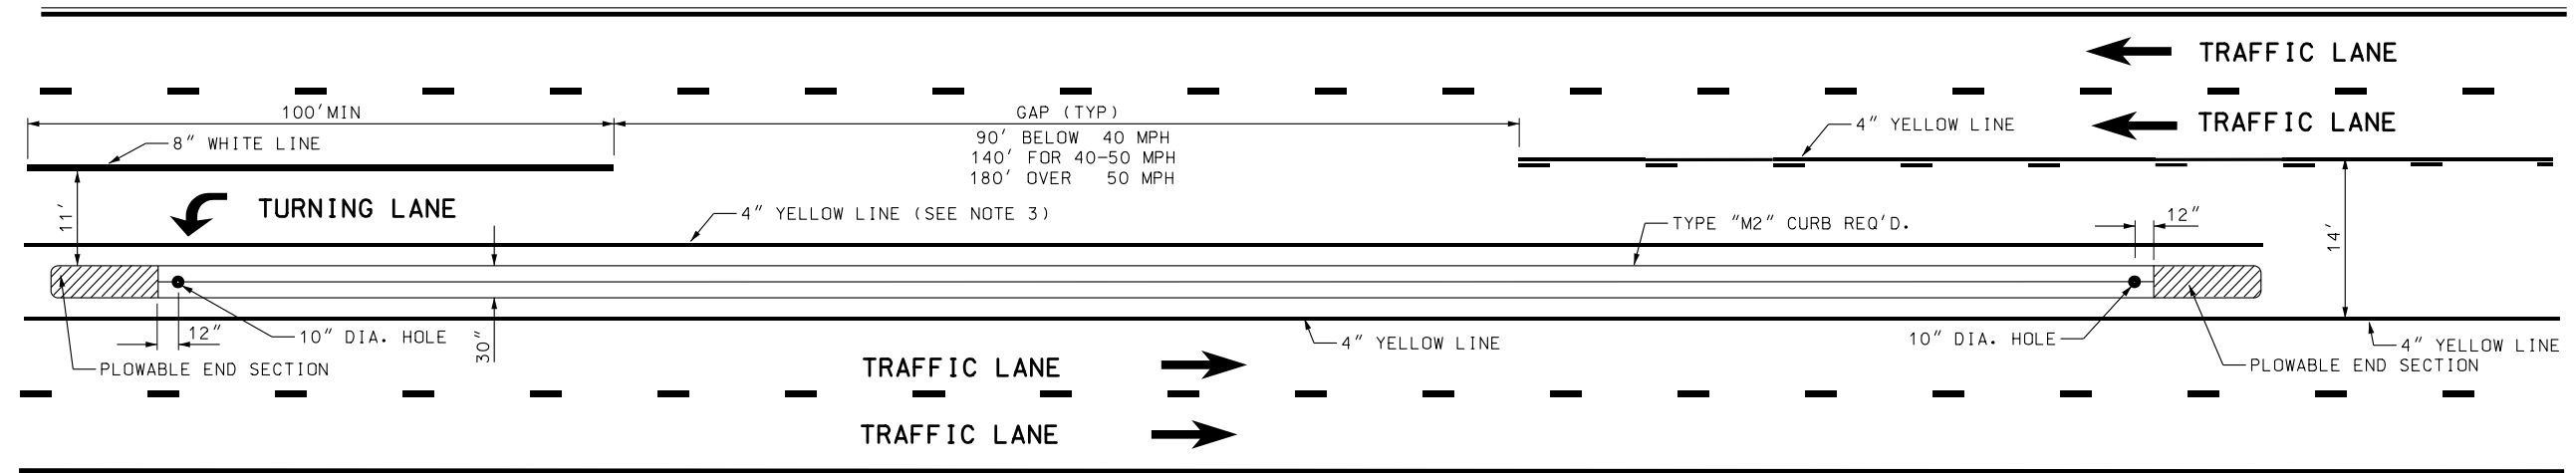 TRAFFIC LANE
100'MIN
GAP (TYP)
8" WHITE LINE
90' BELOW 40 MPH
140' FOR 40-50 MPH
180' OVER 50 MPH
4" YELLOW LINE
TRAFFIC LANE
11'
TURNING LANE
4" YELLOW LINE (SEE NOTE 3)
TYPE "M2" CURB REQ'D.
12"
14'
12"
10" DIA. HOLE
30"
4" YELLOW LINE
10" DIA. HOLE
4" YELLOW LINE
PLOWABLE END SECTION
TRAFFIC LANE
PLOWABLE END SECTION
TRAFFIC LANE